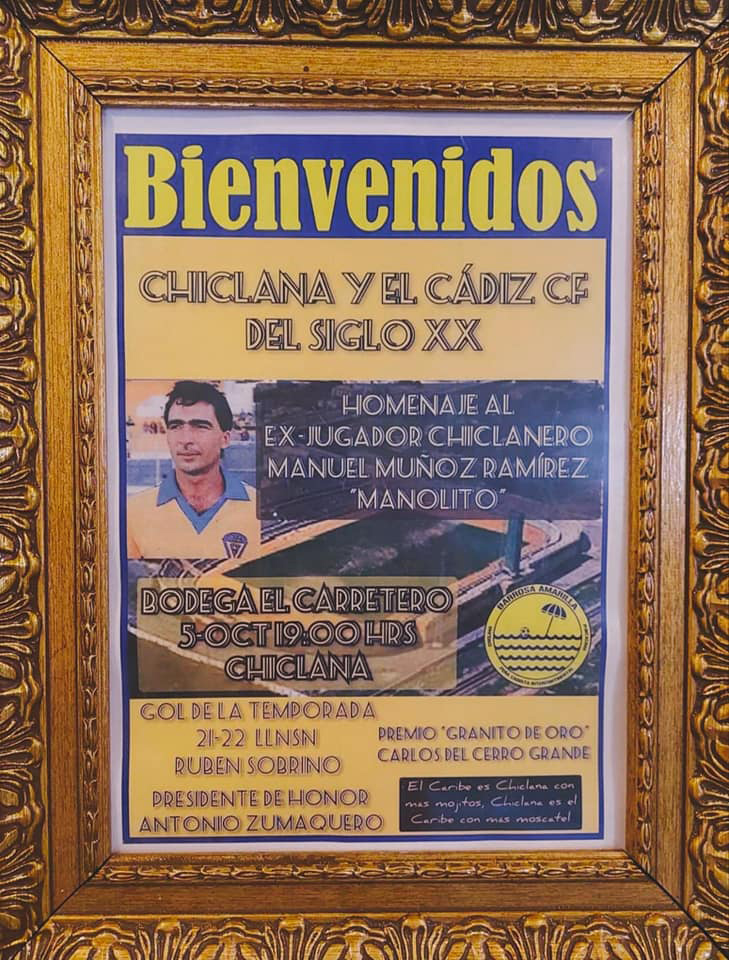 Bienvenidos
CHICLANA Y EL CÁDIZ CF
DEL SIGLO XX
HOMENAJE AL
EX-JUGADOR CHICLANERO
MANUEL MUÑOZ RAMÍREZ
"MANOLITO"
BODEGA EL CARRETERO
5-OCT 19:00 HRS
CHICLANA
BARROSA AMARILLA
GOL DE LA TEMPORADA
21-22 LLNSN
RUBEN SOBRINO
PREMIO "GRANITO DE ORO"
CARLOS DEL CERRO GRANDE
PRESIDENTE DE HONOR
ANTONIO ZUMAQUERO
El Caribe es Chiclana con
mas mojitos, Chiclana es el
Caribe con mas moscatel